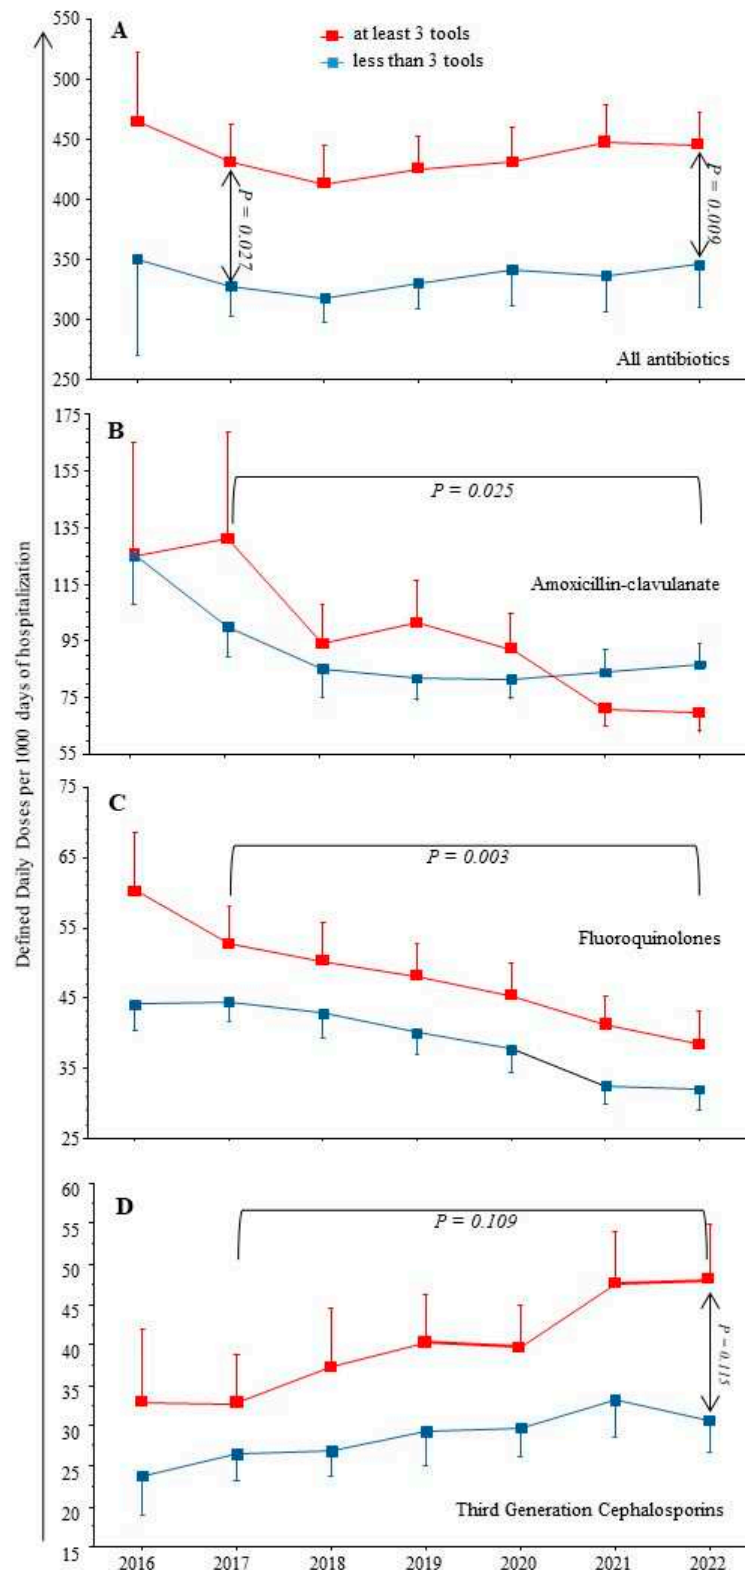 Defined Daily Doses per 1000 days of hospitalization
A
at least 3 tools
less than 3 tools
550
500
450
400
350
300
250
P = 0.027
P = 0.009
All antibiotics
B
175
155
135
115
95
75
55
P = 0.025
Amoxicillin-clavulanate
C
75
65
55
45
35
25
P = 0.003
Fluoroquinolones
D
60
55
50
45
40
35
30
25
20
15
P = 0.109
P = 0.115
Third Generation Cephalosporins
2016 2017 2018 2019 2020 2021 2022